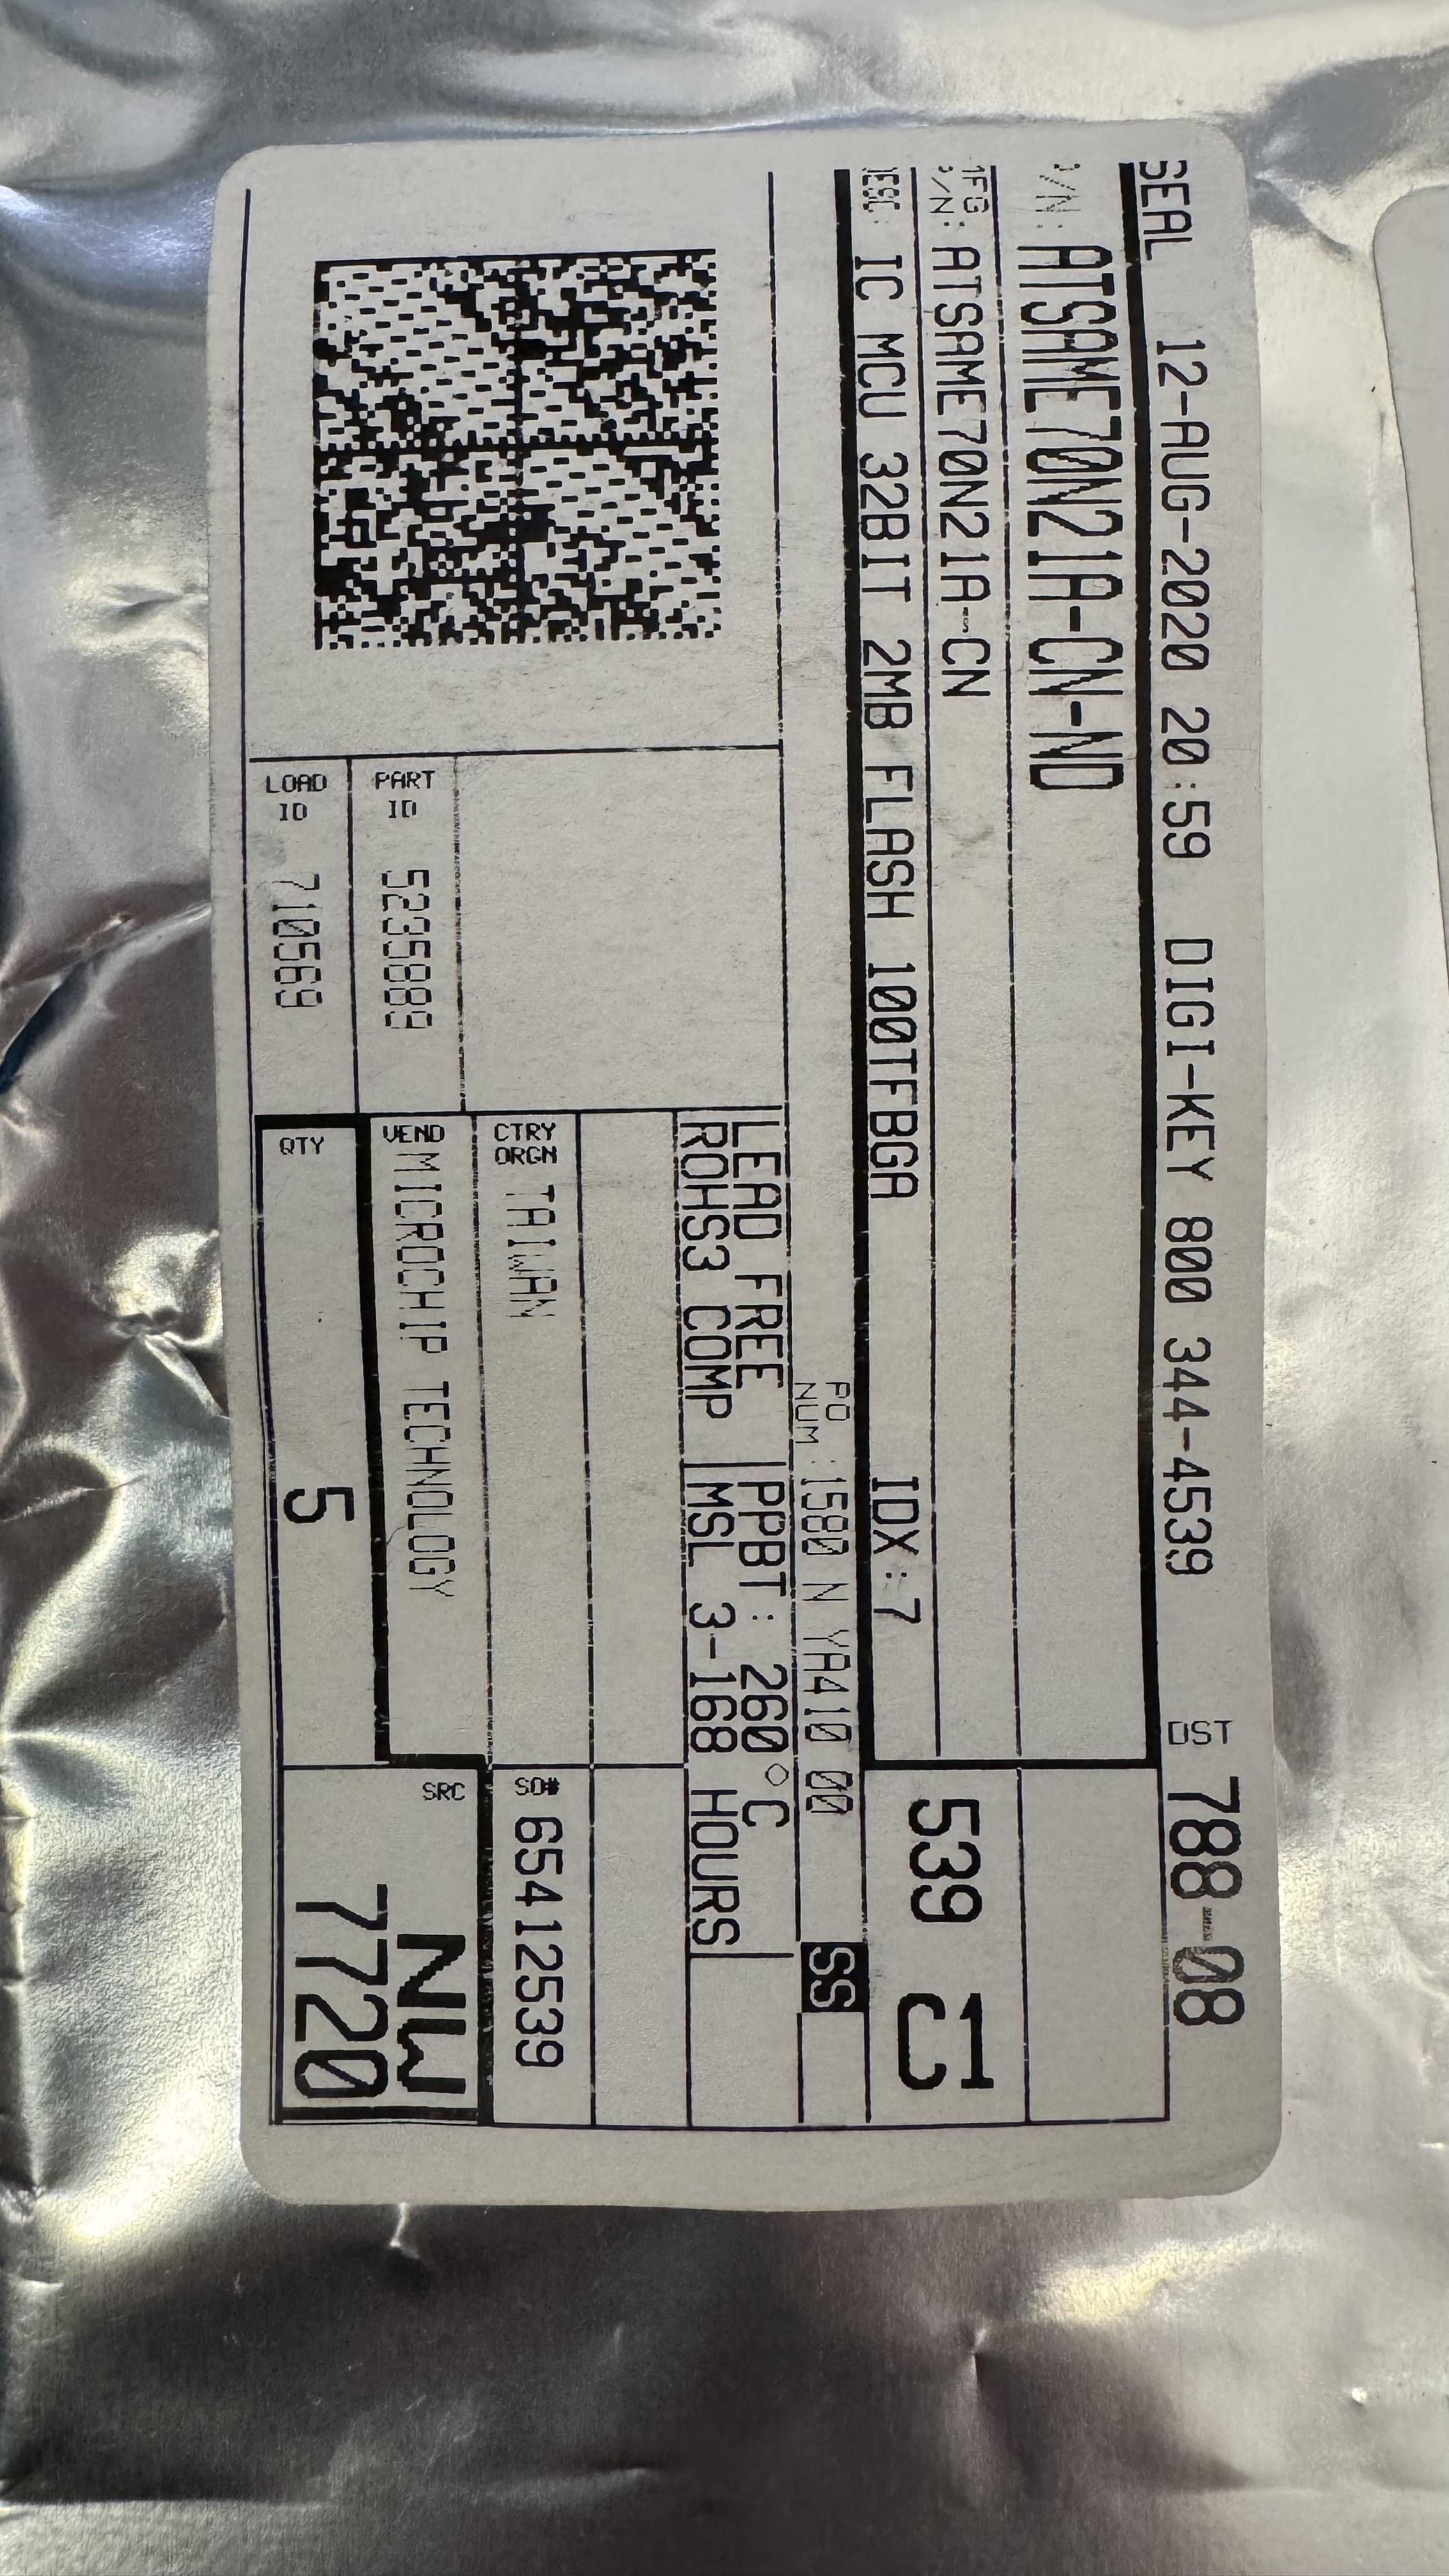 SEAL 12-AUG-2020 20:59 DIGI-KEY 800 344-4539 DST 788-08
P/N: ATSAME70N21A-CN-ND
MFG P/N: ATSAME70N21A-CN
539 C1
DESC: IC MCU 32BIT 2MB FLASH 100TFBGA IDX:7
PO NUM: 1580 N YA410 00 SS
LEAD FREE PPBT: 260°C
ROHS3 COMP MSL 3-168 HOURS
CTRY ORGN TAIWAN
SO# 65412539
PART ID 5235889
VEND MICROCHIP TECHNOLOGY
SRC NW
7720
LOAD ID 710569
QTY 5